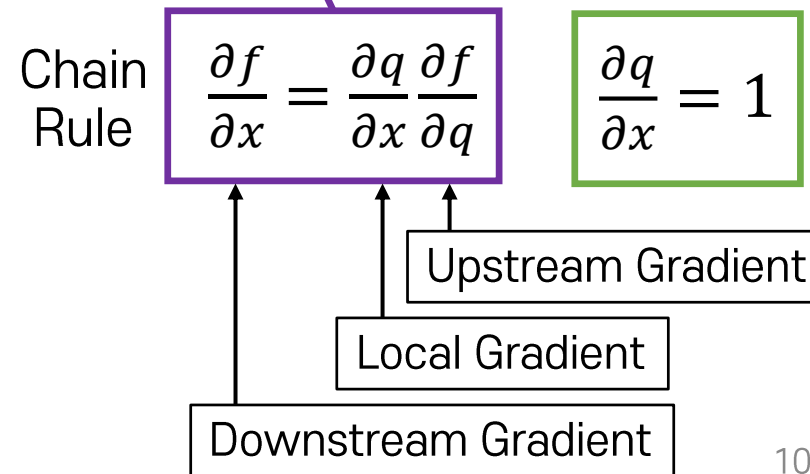 Chain
Rule
∂f/∂x = ∂q/∂x ∂f/∂q
∂q/∂x = 1
Upstream Gradient
Local Gradient
Downstream Gradient
10